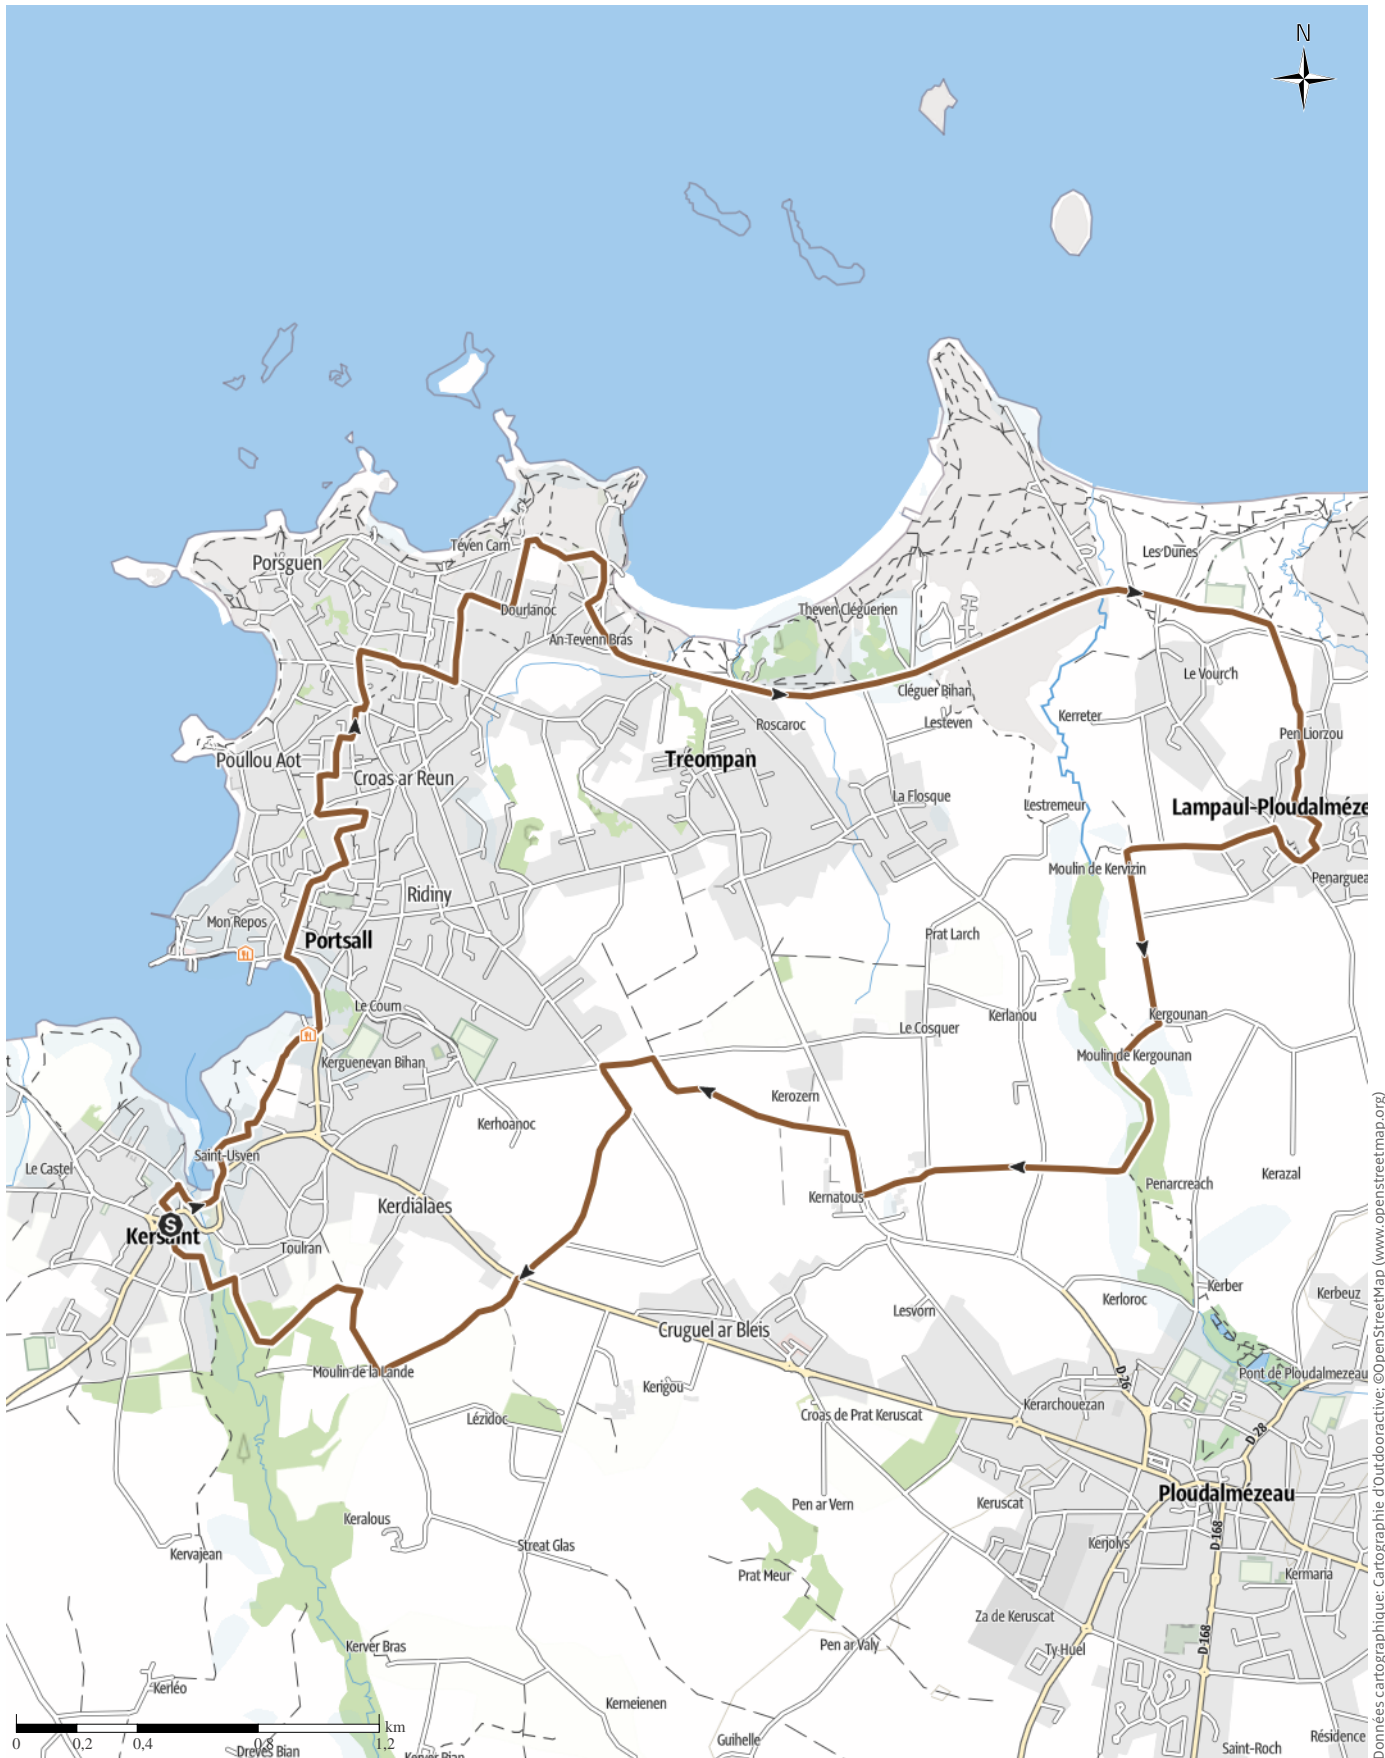 N
Teven Carn
Porsguen
Les Dunes
Dourlanoc
Theven Cléguerien
An Tevenn Bras
Le Vourc'h
Cléguer Bihan
Kerreter
Roscaroc
Lesteven
Pen Liorzou
Poullou Aot
Tréompan
Croas ar Reun
La Flosque
Lestremeur
Lampaul-Ploudalméze
Moulin de Kervizin
Penarguea
Ridiny
Mon Repos
Portsall
Prat Larch
Le Coum
Kerlanou
Kergounan
Le Cosquer
Kerguenevan Bihan
Moulin de Kergounan
t
Kerozern
Kerhoanoc
Saint-Usven
Le Castel
Kerazal
Penarcreach
Kernatous
Kerdialaes
S
Kersaint
Toulran
Kerber
Kerbeuz
Kerloroc
Lesvorn
Cruguel ar Bleis
Moulin de la Lande
D 26
Pont de Ploudalmezeau
Kerigou
Kerarchouezan
Croas de Prat Keruscat
Lézidoc
D 28
Ploudalmézeau
Pen ar Vern
Keruscat
Keralous
D 168
Streat Glas
Kerjolys
Kervajean
Prat Meur
Kermaria
Za de Keruscat
Kerver Bras
Pen ar Valy
Ty-Huel
D 168
Kerléo
Kerneienen
Guihelle
Résidence
Saint-Roch
Dreves Bian
Kerver Bian
km
0 0,2 0,4 0,8 1,2
Données cartographique: Cartographie d'Outdooractive; ©OpenStreetMap (www.openstreetmap.org)